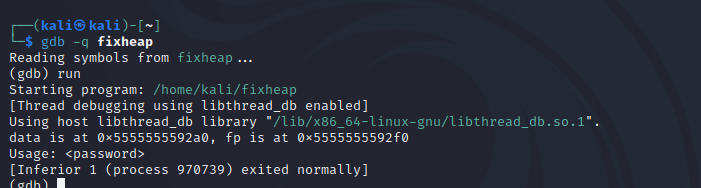 ┌──(kali㉿kali)-[~]
└─$ gdb -q fixheap
Reading symbols from fixheap...
(gdb) run
Starting program: /home/kali/fixheap
[Thread debugging using libthread_db enabled]
Using host libthread_db library "/lib/x86_64-linux-gnu/libthread_db.so.1".
data is at 0×5555555592a0, fp is at 0×5555555592f0
Usage: <password>
[Inferior 1 (process 970739) exited normally]
(gdb)